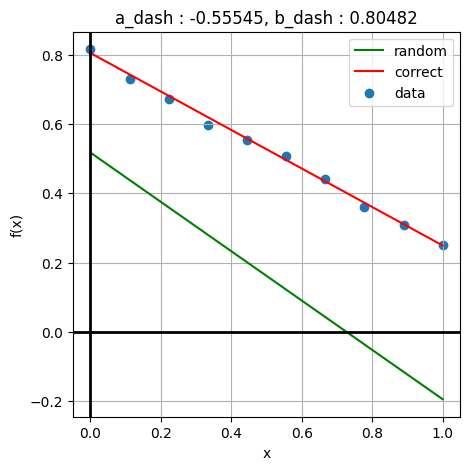 a_dash : -0.55545, b_dash : 0.80482
random
correct
data
f(x)
0.8
0.6
0.4
0.2
0.0
−0.2
0.0 0.2 0.4 0.6 0.8 1.0
x